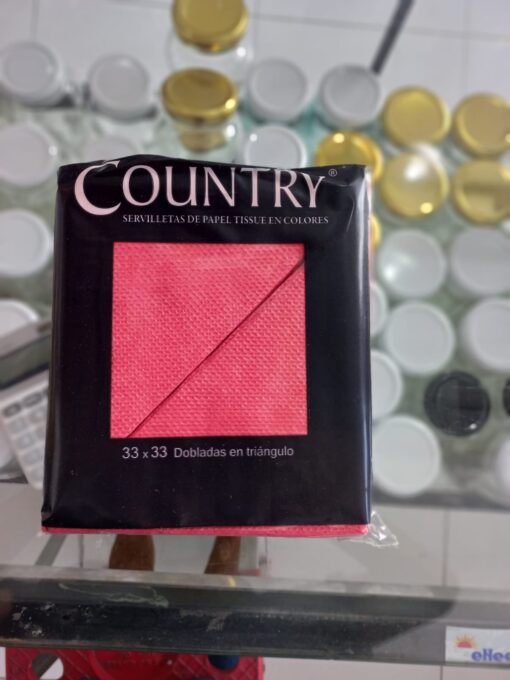 COUNTRY®
SERVILLETAS DE PAPEL TISSUE EN COLORES
33 x 33 Dobladas en triángulo